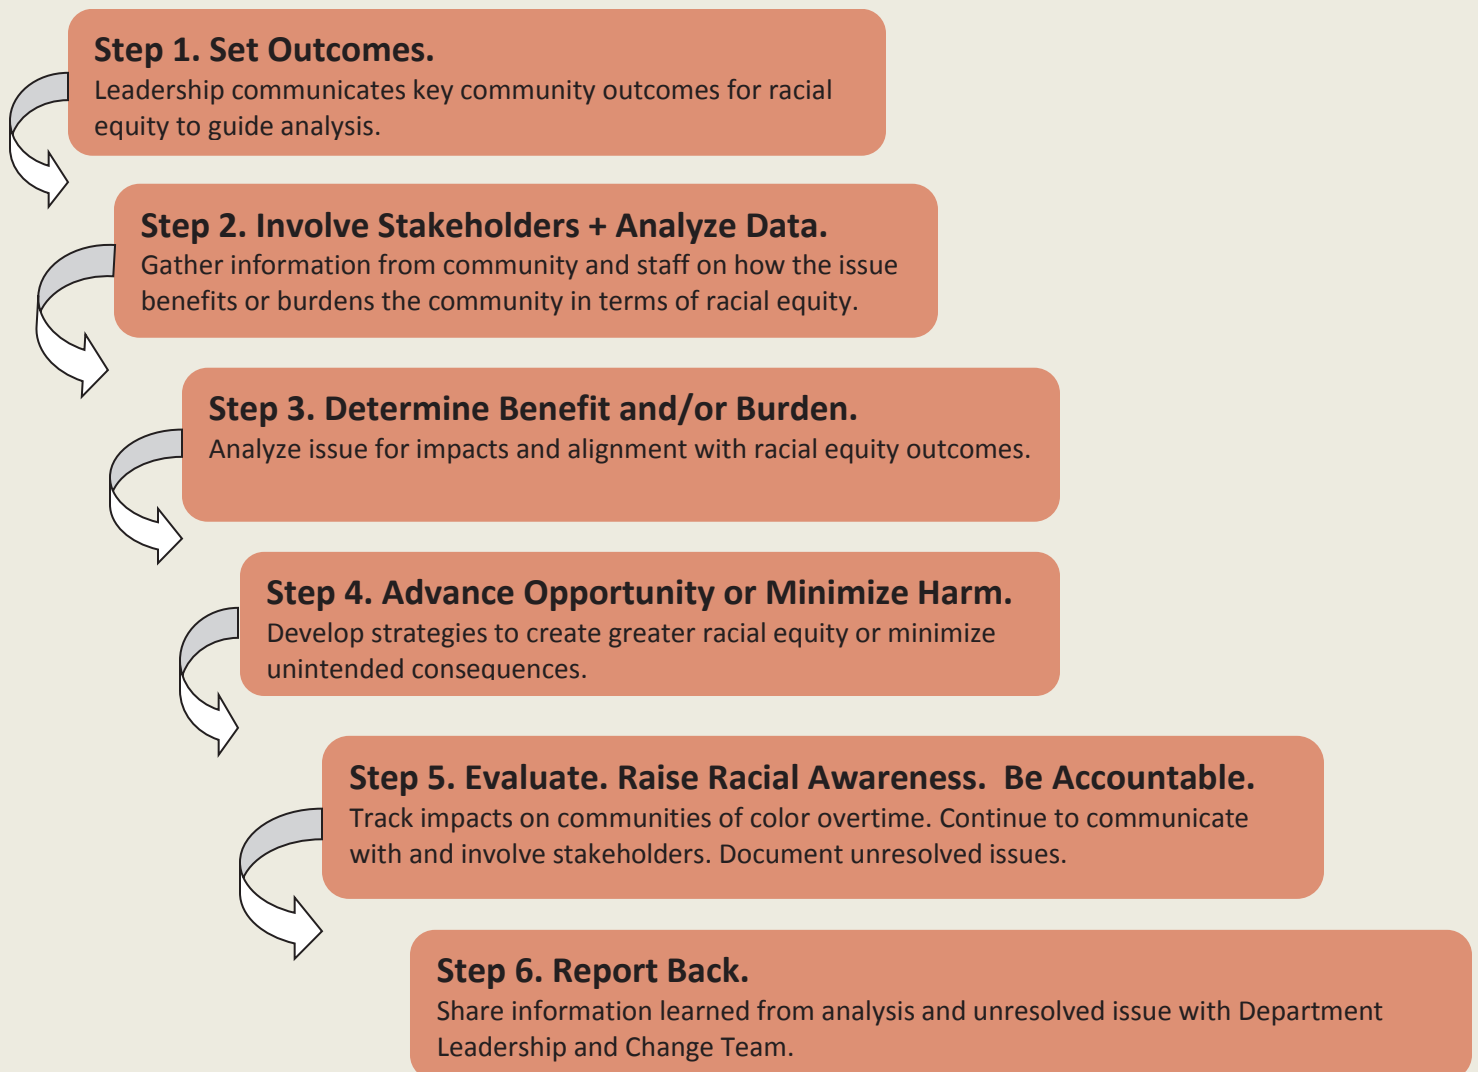 Step 1. Set Outcomes.
Leadership communicates key community outcomes for racial
equity to guide analysis.
Step 2. Involve Stakeholders + Analyze Data.
Gather information from community and staff on how the issue
benefits or burdens the community in terms of racial equity.
Step 3. Determine Benefit and/or Burden.
Analyze issue for impacts and alignment with racial equity outcomes.
Step 4. Advance Opportunity or Minimize Harm.
Develop strategies to create greater racial equity or minimize
unintended consequences.
Step 5. Evaluate. Raise Racial Awareness.  Be Accountable.
Track impacts on communities of color overtime. Continue to communicate
with and involve stakeholders. Document unresolved issues.
Step 6. Report Back.
Share information learned from analysis and unresolved issue with Department
Leadership and Change Team.